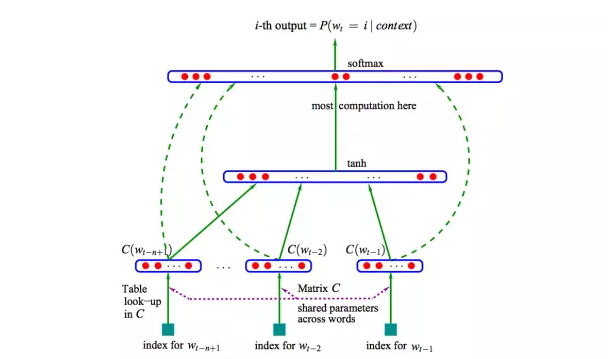 i-th output = P(w_t = i | context)
softmax
...
...
most computation here
tanh
...
...
C(w_{t−n+1})
C(w_{t−2})
C(w_{t−1})
...
...
...
...
Table
look−up
in C
Matrix C
shared parameters
across words
index for w_{t−n+1}
index for w_{t−2}
index for w_{t−1}